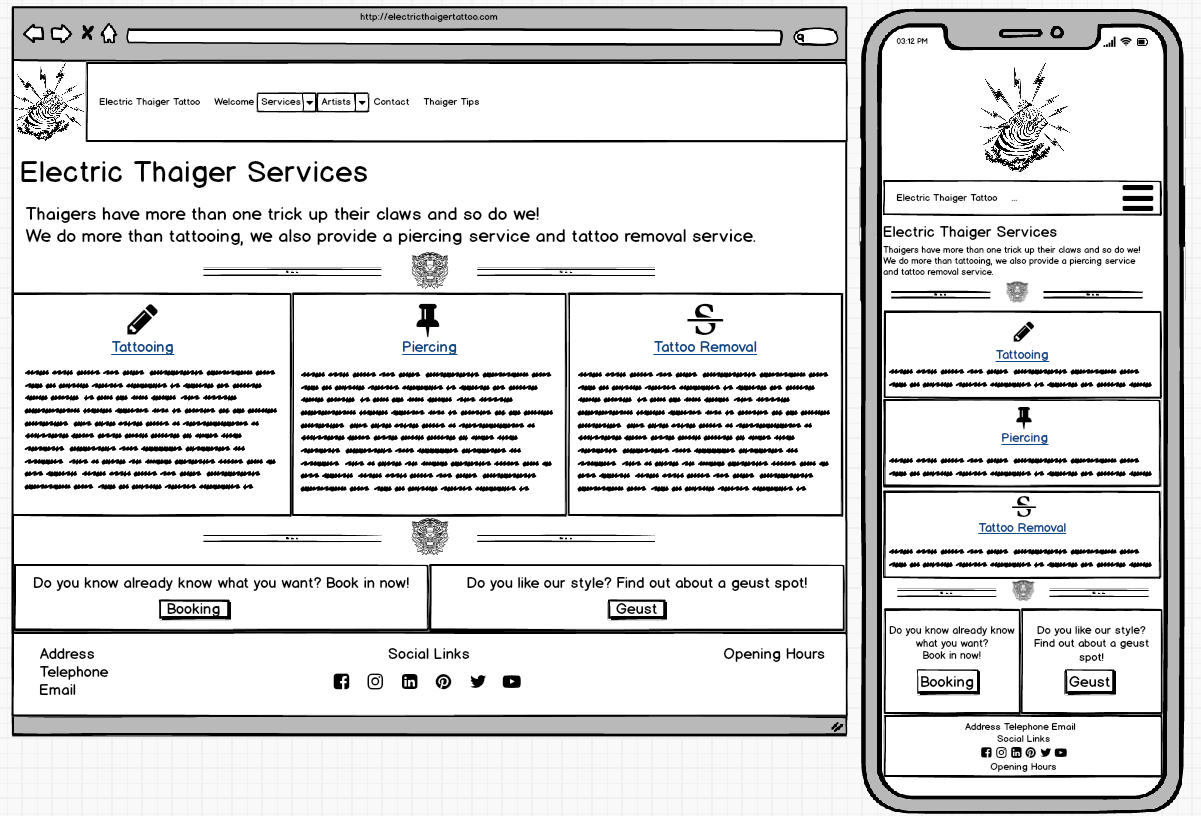 http://electricthaigertattoo.com
Electric Thaiger Tattoo Welcome Services Artists Contact Thaiger Tips
Electric Thaiger Services
Thaigers have more than one trick up their claws and so do we!
We do more than tattooing, we also provide a piercing service and tattoo removal service.
Tattooing
Piercing
Tattoo Removal
Do you know already know what you want? Book in now!
Booking
Do you like our style? Find out about a geust spot!
Geust
Address
Telephone
Email
Social Links
Opening Hours
03:12 PM
Electric Thaiger Tattoo ...
Electric Thaiger Services
Thaigers have more than one trick up their claws and so do we!
We do more than tattooing, we also provide a piercing service
and tattoo removal service.
Tattooing
Piercing
Tattoo Removal
Do you know already know
what you want?
Book in now!
Booking
Do you like our style?
Find out about a geust
spot!
Geust
Address Telephone Email
Social Links
Opening Hours